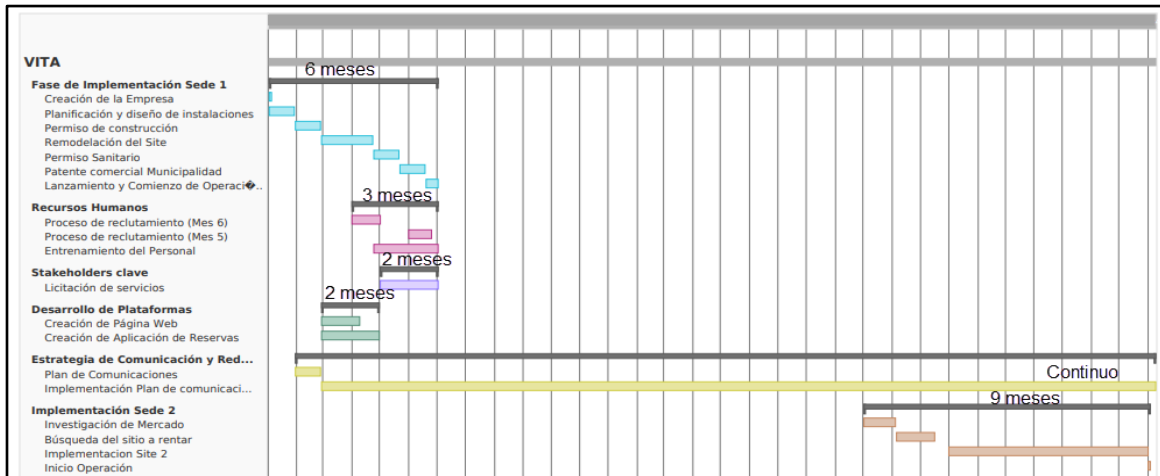 VITA
6 meses
Fase de Implementación Sede 1
Creación de la Empresa
Planificación y diseño de instalaciones
Permiso de construcción
Remodelación del Site
Permiso Sanitario
Patente comercial Municipalidad
Lanzamiento y Comienzo de Operaci�..
3 meses
Recursos Humanos
Proceso de reclutamiento (Mes 6)
Proceso de reclutamiento (Mes 5)
Entrenamiento del Personal
2 meses
Stakeholders clave
Licitación de servicios
2 meses
Desarrollo de Plataformas
Creación de Página Web
Creación de Aplicación de Reservas
Estrategia de Comunicación y Red...
Plan de Comunicaciones
Continuo
Implementación Plan de comunicaci...
9 meses
Implementación Sede 2
Investigación de Mercado
Búsqueda del sitio a rentar
Implementacion Site 2
Inicio Operación